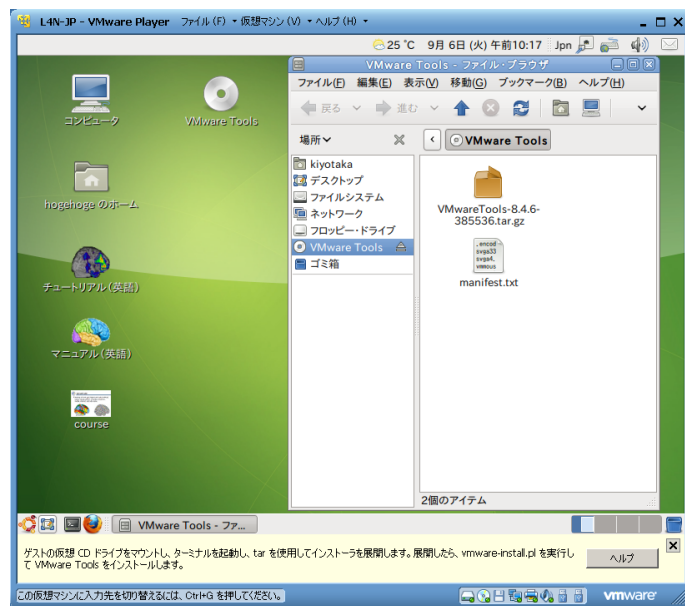 L4N-JP - VMware Player ファイル(F) 仮想マシン(V) ヘルプ(H)
25 °C 9月 6日 (火) 午前10:17 Jpn
VMware Tools - ファイル・ブラウザ
ファイル(F) 編集(E) 表示(V) 移動(G) ブックマーク(B) ヘルプ(H)
戻る 進む
場所 VMware Tools
コンピュータ
VMware Tools
hogehoge のホーム
チュートリアル(英語)
マニュアル(英語)
course
kiyotaka
デスクトップ
ファイルシステム
ネットワーク
フロッピー・ドライブ
VMware Tools
ゴミ箱
VMwareTools-8.4.6-
385536.tar.gz
.encod
svga33
svga4.
vmmous
manifest.txt
2個のアイテム
VMware Tools - ファ...
ゲストの仮想 CD ドライブをマウントし、ターミナルを起動し、tar を使用してインストーラを展開します。展開したら、vmware-install.pl を実行し
て VMware Tools をインストールします。
ヘルプ
この仮想マシンに入力先を切り替えるには、Ctrl+G を押してください。
vmware